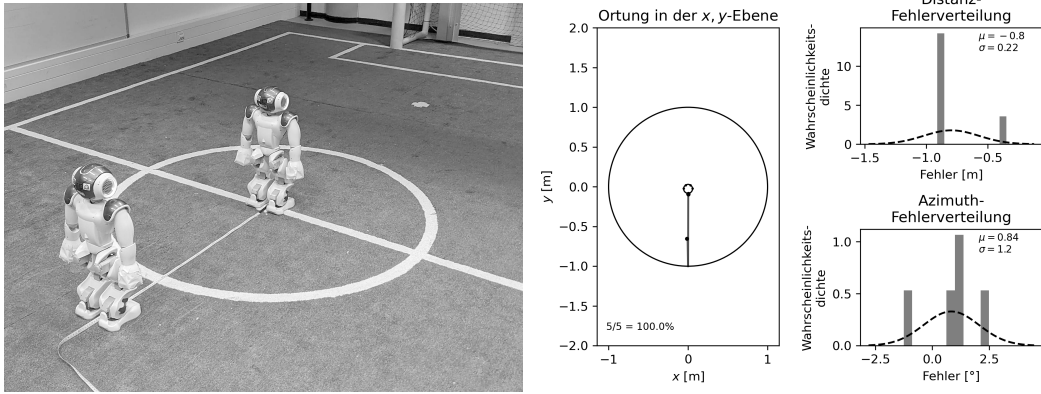 Ortung in der x, y-Ebene
2.0
1.5
1.0
0.5
0.0
−0.5
−1.0
−1.5
−2.0
y [m]
5/5 = 100.0%
−1
0
1
x [m]
Distanz-
Fehlerverteilung
Wahrscheinlichkeits-
dichte
10
5
0
μ = −0.8
σ = 0.22
−1.5
−1.0
−0.5
Fehler [m]
Azimuth-
Fehlerverteilung
Wahrscheinlichkeits-
dichte
1.0
0.5
0.0
μ = 0.84
σ = 1.2
−2.5
0.0
2.5
Fehler [°]